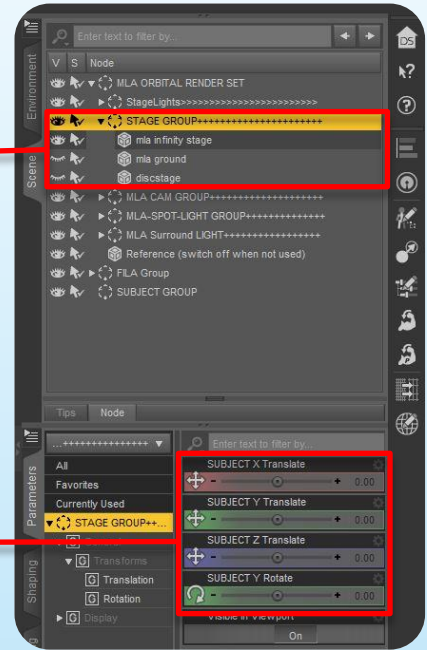 Enter text to filter by...
V S Node
MLA ORBITAL RENDER SET
StageLights>>>>>>>>>>>>>>>>>>>>>>>>>
STAGE GROUP++++++++++++++++++++++
mla infinity stage
mla ground
discstage
MLA CAM GROUP++++++++++++++++++++
MLA-SPOT-LIGHT GROUP++++++++++++++
MLA Surround LIGHT+++++++++++++++++
Reference (switch off when not used)
FILA Group
SUBJECT GROUP
Environment
Scene
DS
Tips Node
...+++++++++++++++
Enter text to filter by...
All
Favorites
Currently Used
STAGE GROUP++...
G
G Transforms
G Translation
G Rotation
G Display
SUBJECT X Translate
- + 0.00
SUBJECT Y Translate
- + 0.00
SUBJECT Z Translate
- + 0.00
SUBJECT Y Rotate
- + 0.00
Visible in Viewport
On
Parameters
Shaping